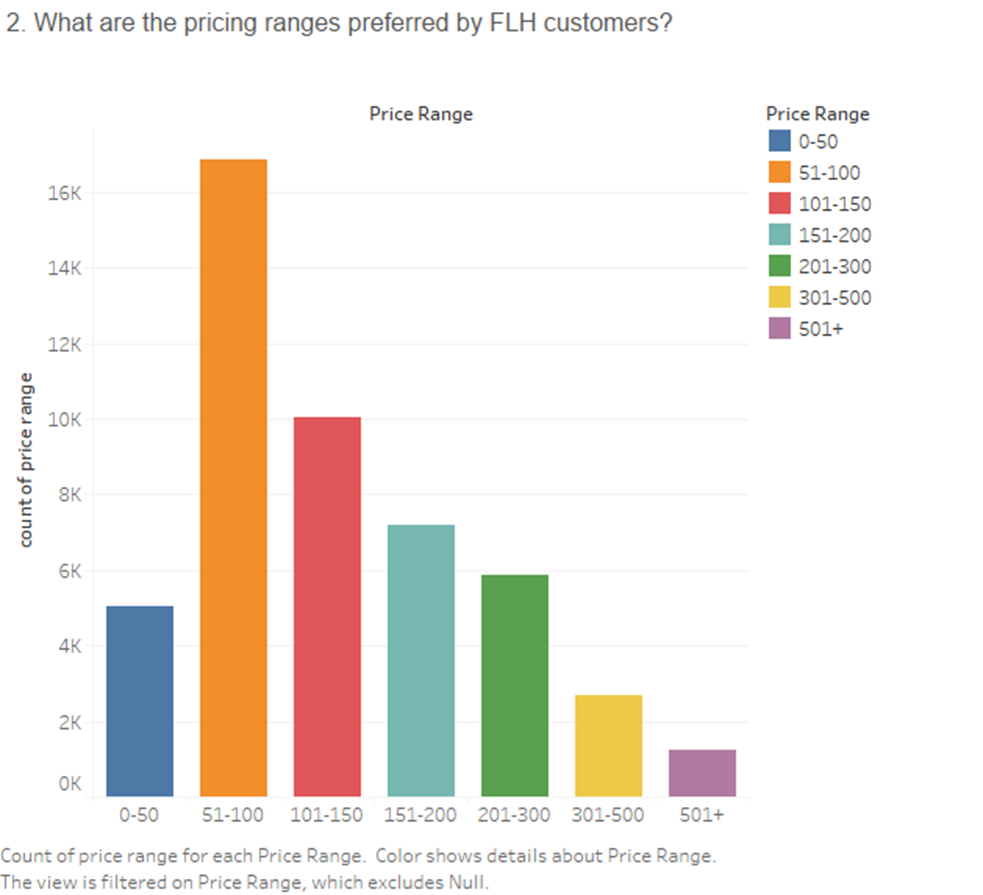 2. What are the pricing ranges preferred by FLH customers?
Price Range
Price Range
0-50
51-100
101-150
151-200
201-300
301-500
501+
16K
14K
12K
10K
8K
6K
4K
2K
0K
count of price range
0-50 51-100 101-150 151-200 201-300 301-500 501+
Count of price range for each Price Range.  Color shows details about Price Range.
The view is filtered on Price Range, which excludes Null.